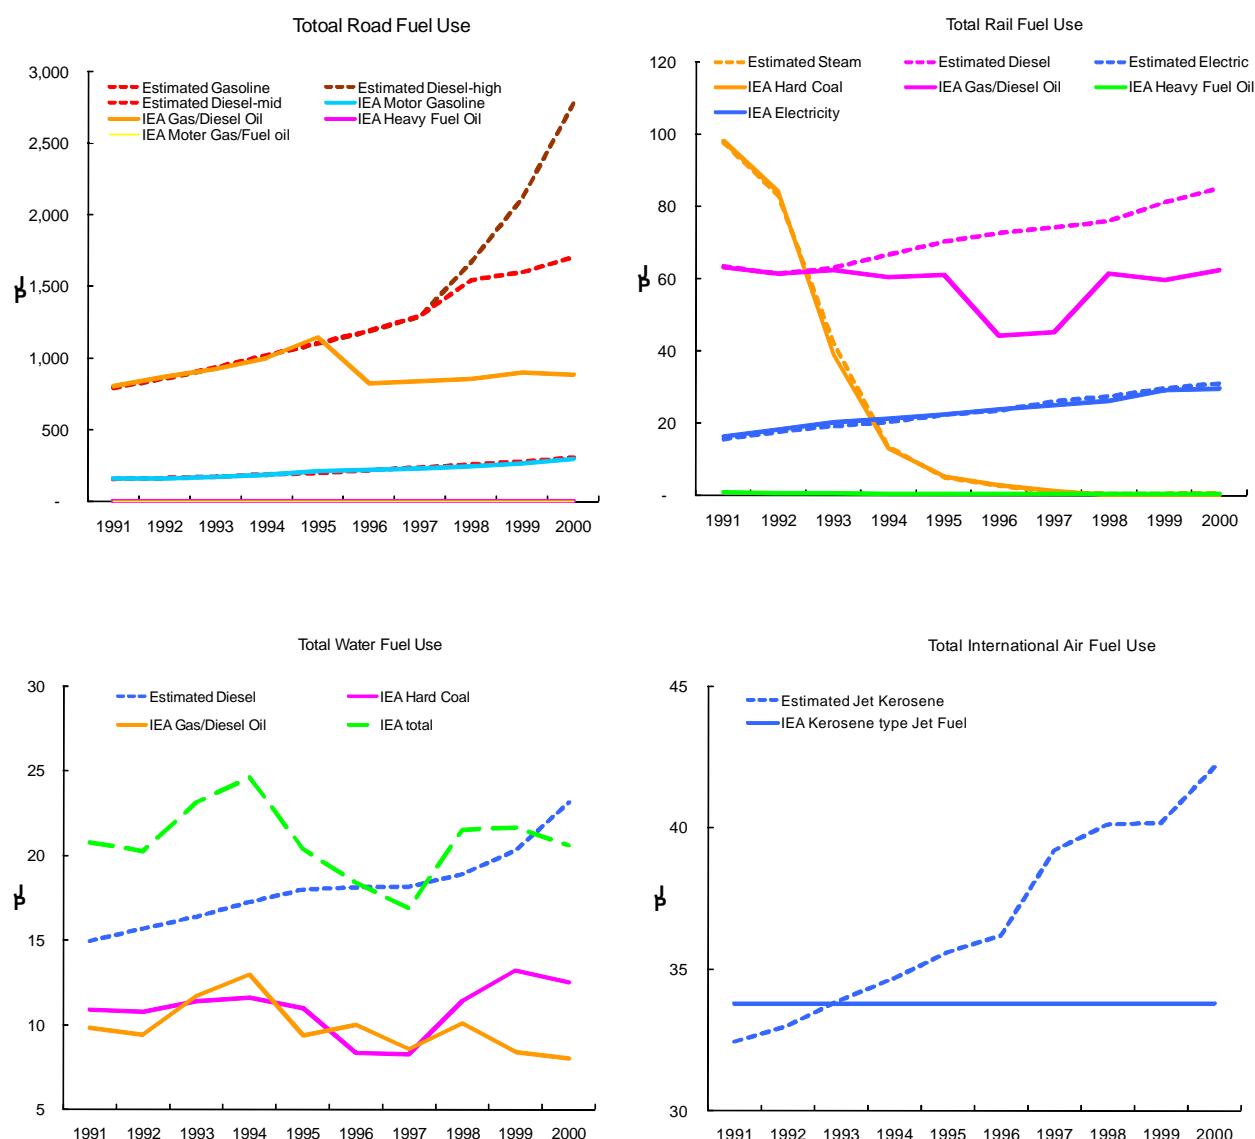 Totoal Road Fuel Use
3,000
2,500
2,000
1,500
1,000
500
-
PJ
Estimated Gasoline
Estimated Diesel-high
Estimated Diesel-mid
IEA Motor Gasoline
IEA Gas/Diesel Oil
IEA Heavy Fuel Oil
IEA Moter Gas/Fuel oil
1991 1992 1993 1994 1995 1996 1997 1998 1999 2000
Total Rail Fuel Use
120
100
80
60
40
20
-
PJ
Estimated Steam
Estimated Diesel
Estimated Electric
IEA Hard Coal
IEA Gas/Diesel Oil
IEA Heavy Fuel Oil
IEA Electricity
1991 1992 1993 1994 1995 1996 1997 1998 1999 2000
Total Water Fuel Use
30
25
20
15
10
5
PJ
Estimated Diesel
IEA Hard Coal
IEA Gas/Diesel Oil
IEA total
1991 1992 1993 1994 1995 1996 1997 1998 1999 2000
Total International Air Fuel Use
45
40
35
30
PJ
Estimated Jet Kerosene
IEA Kerosene type Jet Fuel
1991 1992 1993 1994 1995 1996 1997 1998 1999 2000